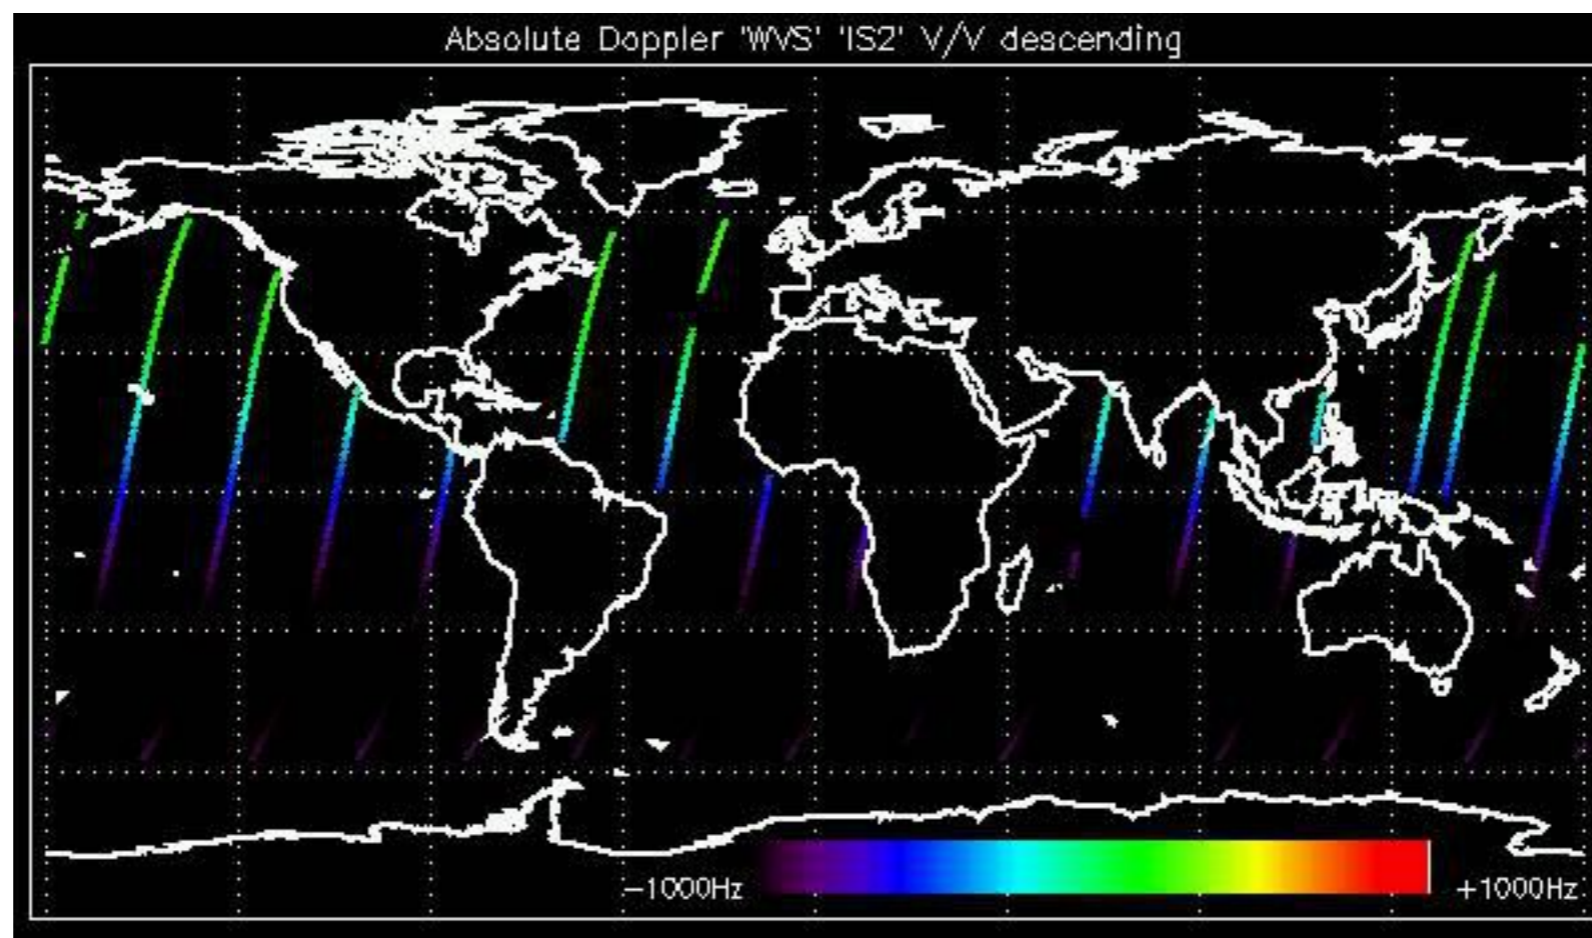 Absolute Doppler 'WVS' 'IS2' V/V descending
−1000Hz +1000Hz